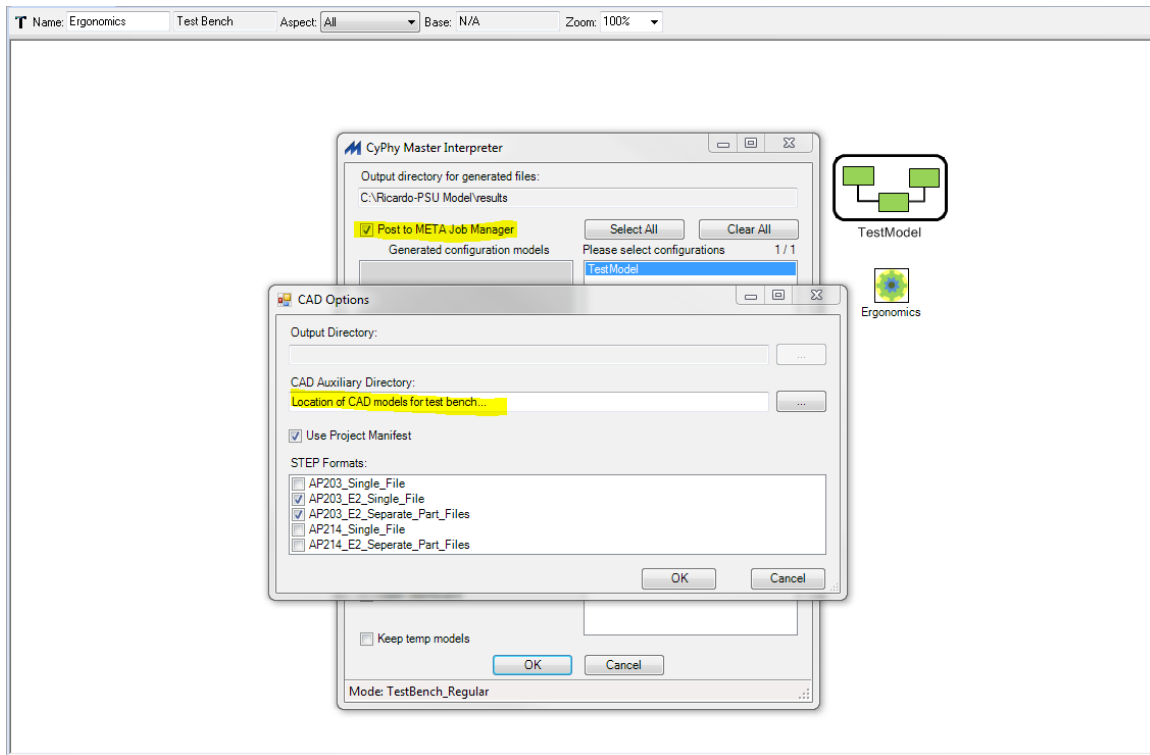 T Name: Ergonomics Test Bench Aspect: All Base: N/A Zoom: 100%
CyPhy Master Interpreter
Output directory for generated files:
C:\Ricardo-PSU Model\results
Post to META Job Manager Select All Clear All
Generated configuration models Please select configurations 1 / 1
TestModel
TestModel
Ergonomics
CAD Options
Output Directory:
...
CAD Auxiliary Directory:
Location of CAD models for test bench...
...
Use Project Manifest
STEP Formats:
AP203_Single_File
AP203_E2_Single_File
AP203_E2_Separate_Part_Files
AP214_Single_File
AP214_E2_Seperate_Part_Files
OK Cancel
Keep temp models
OK Cancel
Mode: TestBench_Regular